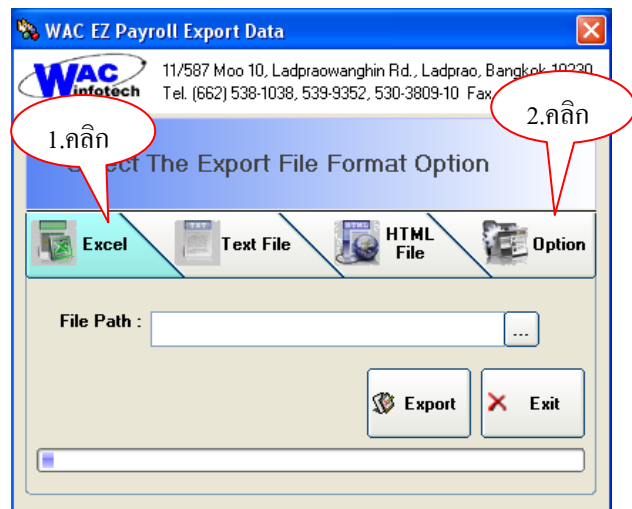 WAC EZ Payroll Export Data
WAC
Infotech
11/587 Moo 10, Ladpraowanghin Rd., Ladprao, Bangkok 10230
Tel. (662) 538-1038, 539-9352, 530-3809-10 Fax
1.คลิก
2.คลิก
The Export File Format Option
Excel
TXT
Text File
HTML
HTML
File
Option
File Path :
...
Export
Exit